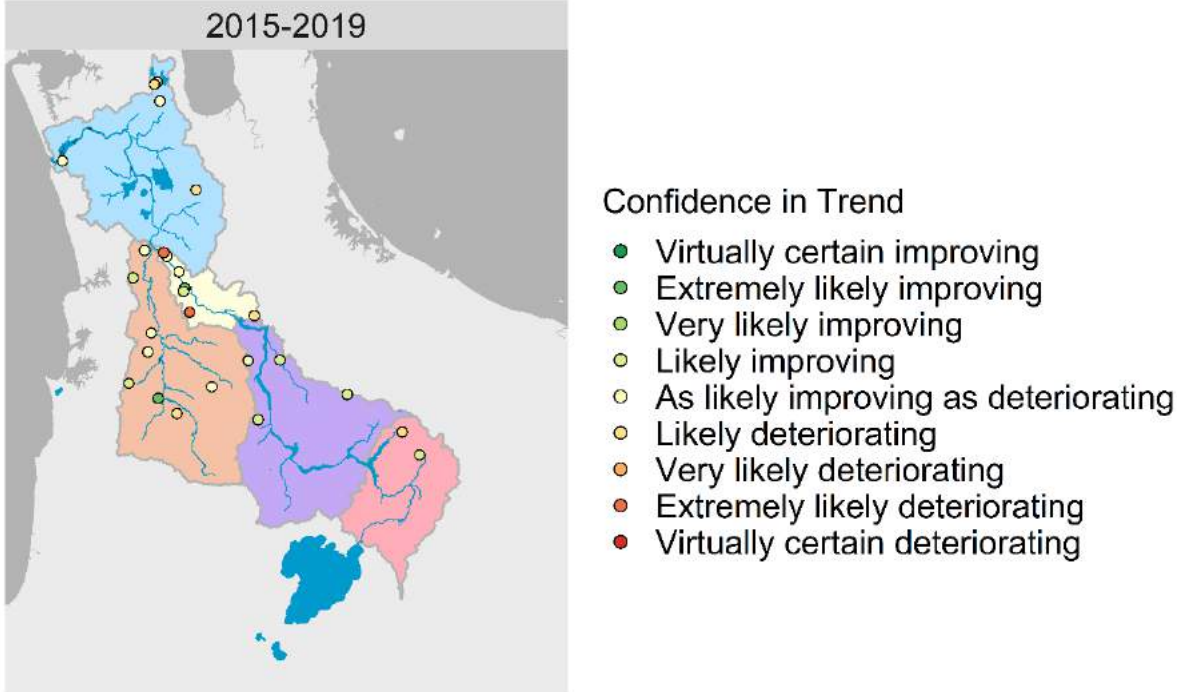 2015-2019
Confidence in Trend
Virtually certain improving
Extremely likely improving
Very likely improving
Likely improving
As likely improving as deteriorating
Likely deteriorating
Very likely deteriorating
Extremely likely deteriorating
Virtually certain deteriorating